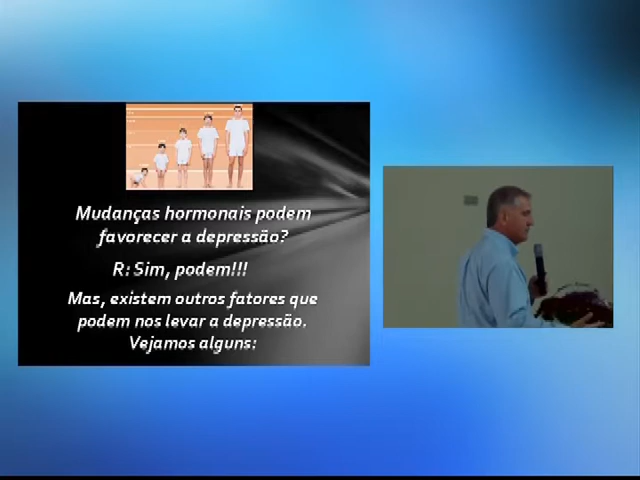 Mudanças hormonais podem
favorecer a depressão?
R: Sim, podem!!!
Mas, existem outros fatores que
podem nos levar a depressão.
Vejamos alguns: